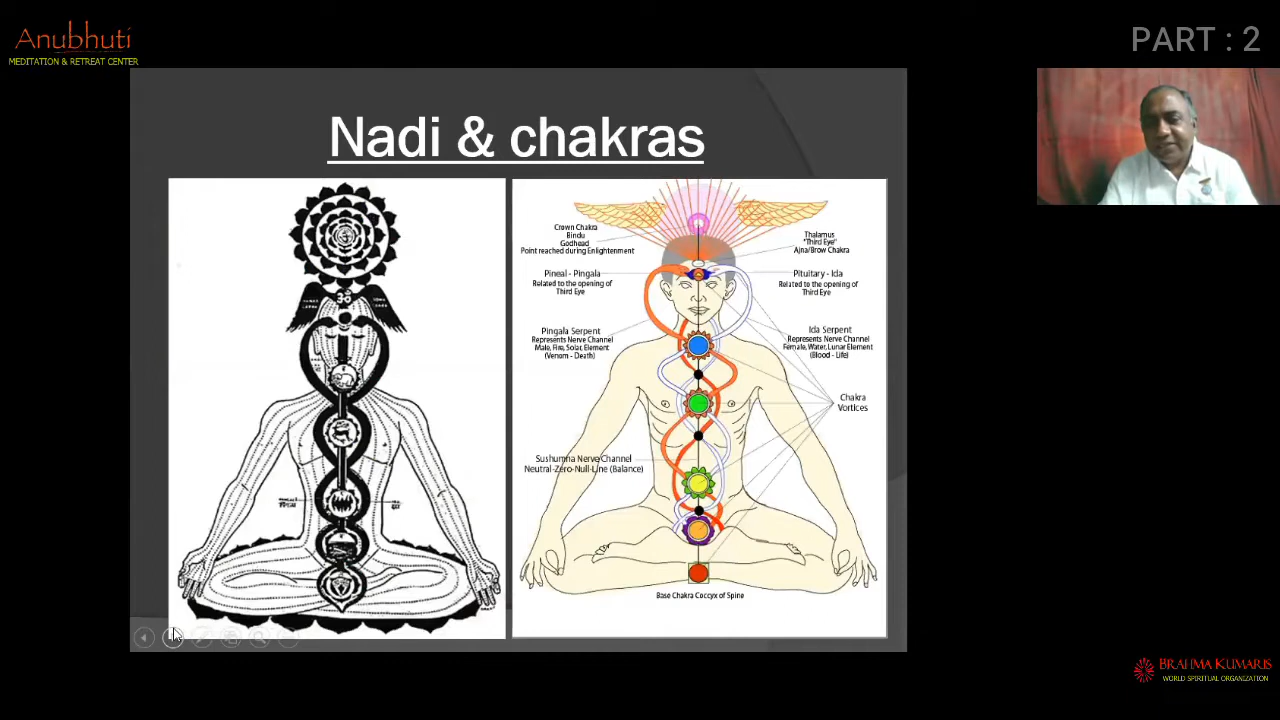 Anubhuti
MEDITATION & RETREAT CENTER
PART : 2
Nadi & chakras
Crown Chakra
Bindu
Godhead
Point reached during Enlightenment
Thalamus
"Third Eye"
Ajna/Brow Chakra
Pineal - Pingala
Related to the opening of
Third Eye
Pituitary - Ida
Related to the opening of
Third Eye
Pingala Serpent
Represents Nerve Channel
Male, Fire, Solar, Element
(Venom - Death)
Ida Serpent
Represents Nerve Channel
Female, Water, Lunar Element
(Blood - Life)
Chakra
Vortices
Sushumna Nerve Channel
Neutral-Zero-Null-Line (Balance)
Base Chakra Coccyx of Spine
ॐ
BRAHMA KUMARIS
WORLD SPIRITUAL ORGANIZATION